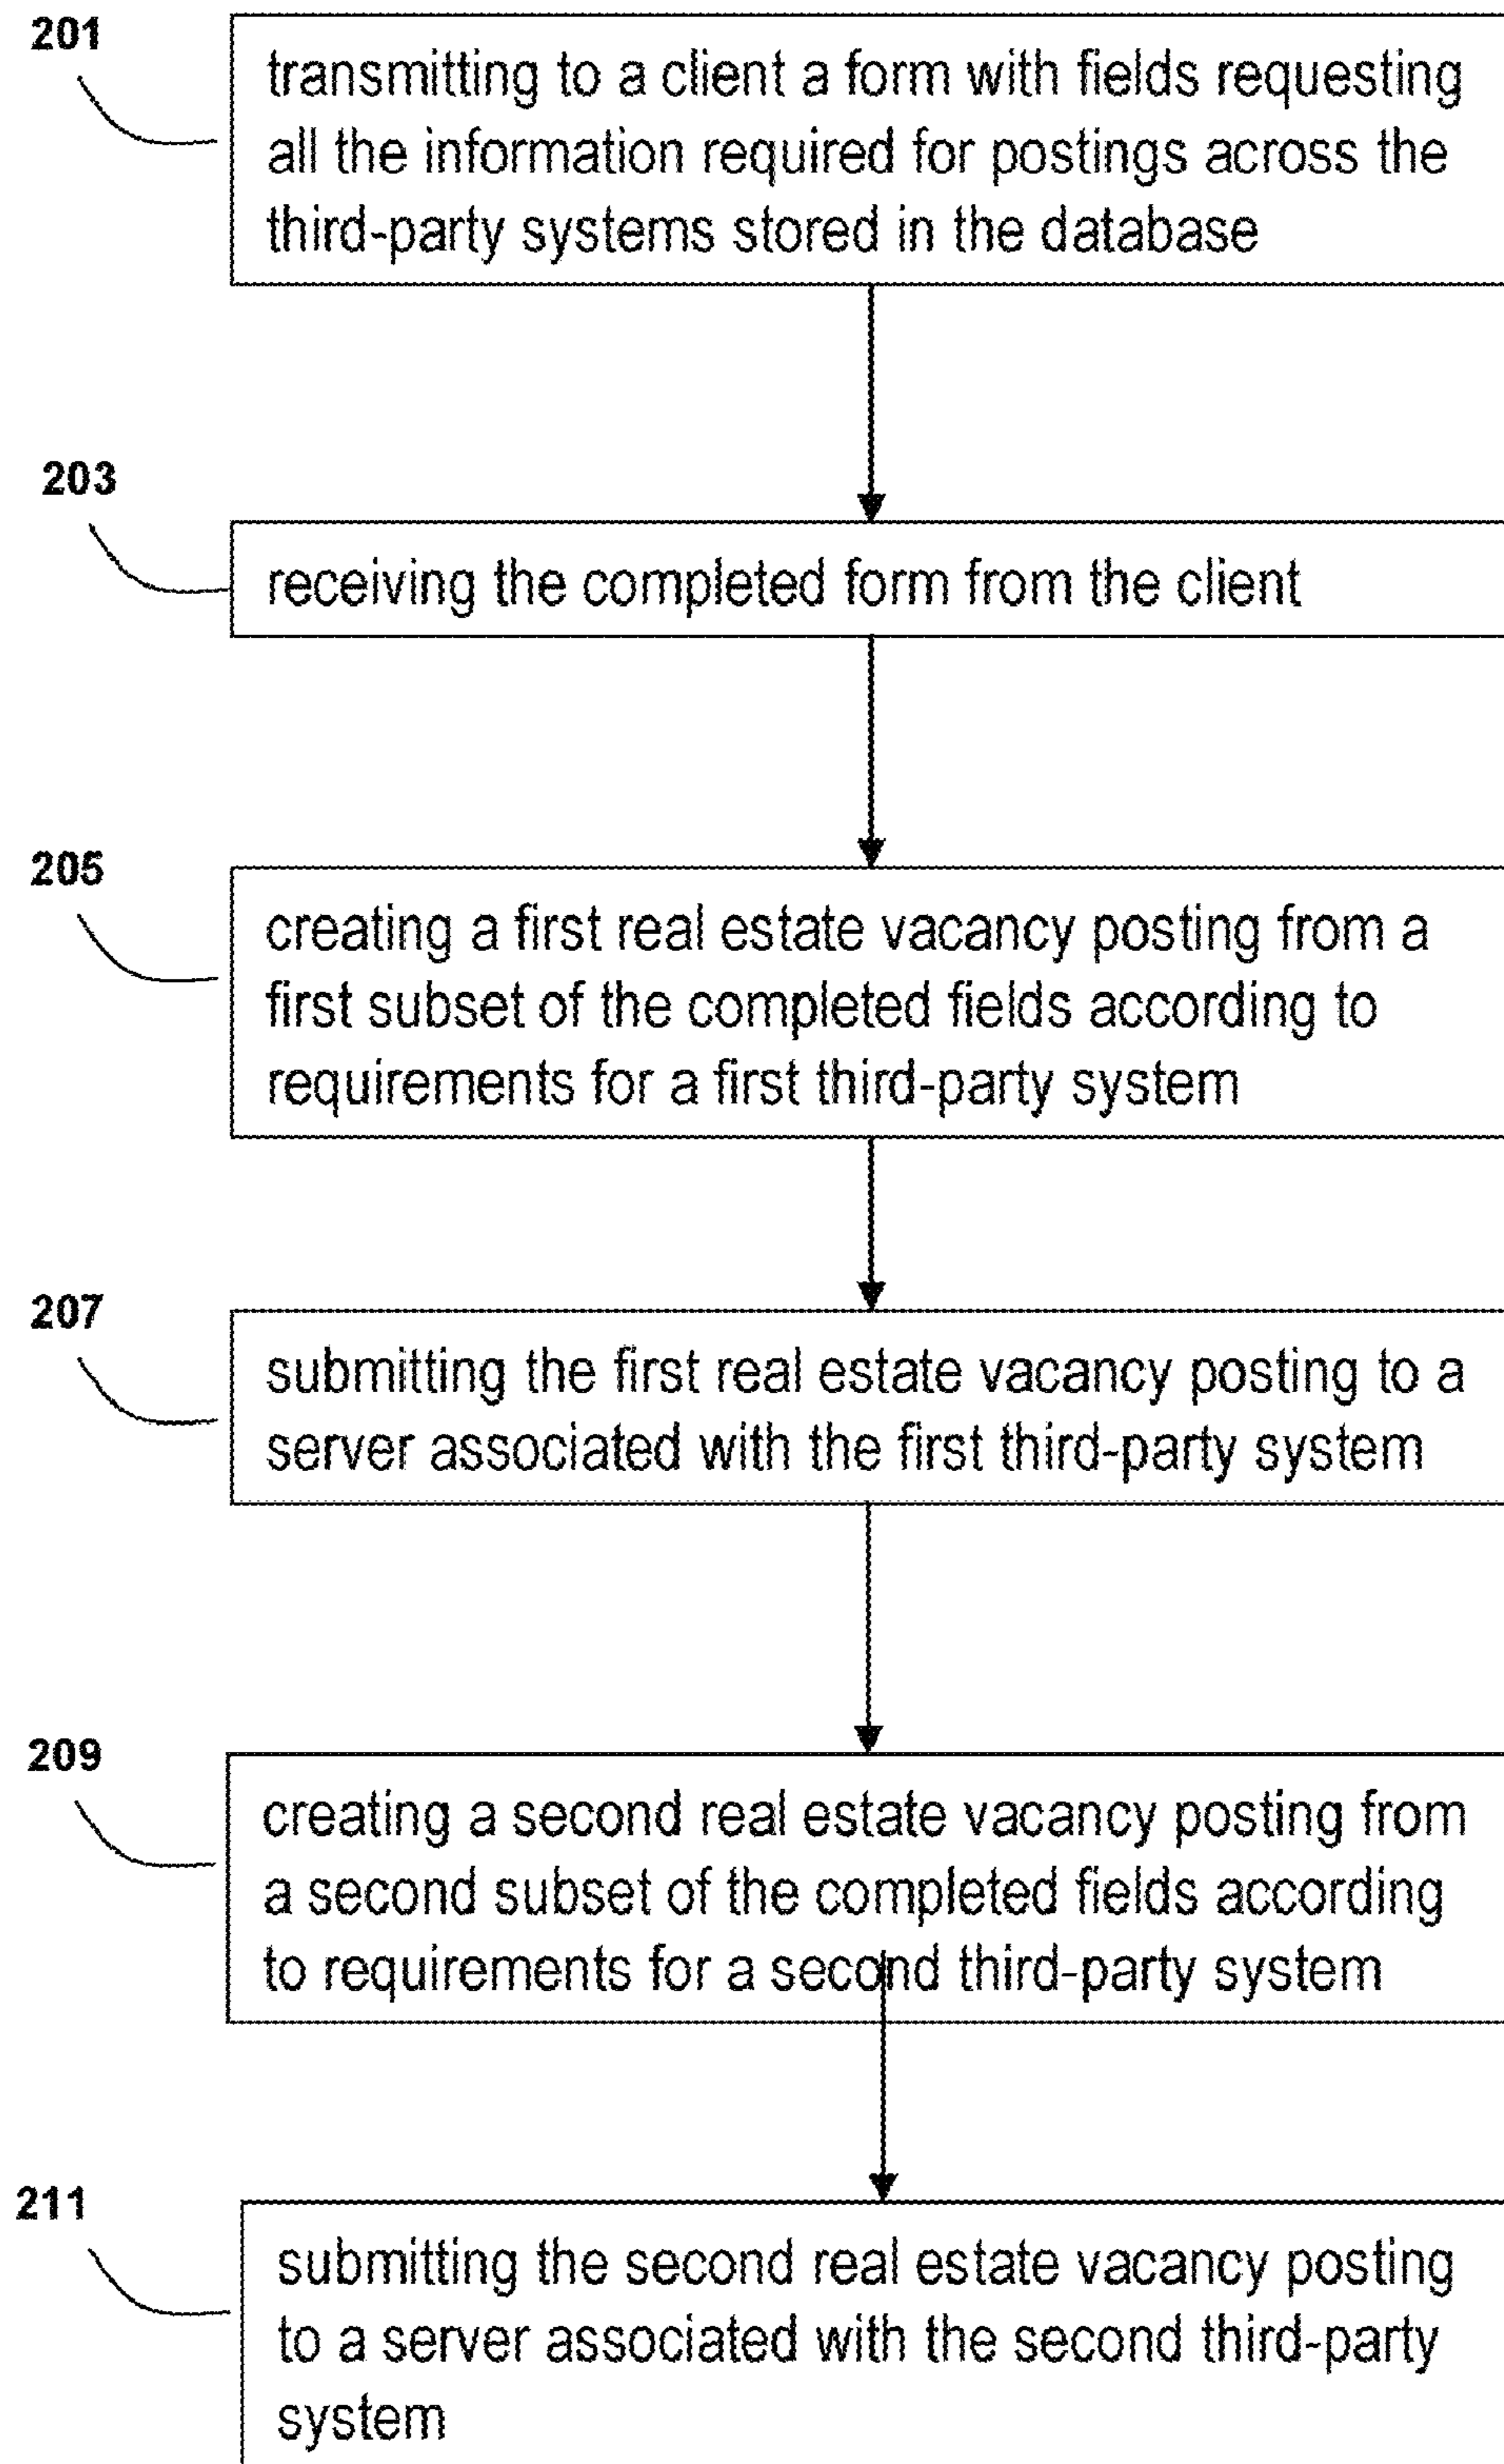 201
transmitting to a client a form with fields requesting
all the information required for postings across the
third-party systems stored in the database
203
receiving the completed form from the client
205
creating a first real estate vacancy posting from a
first subset of the completed fields according to
requirements for a first third-party system
207
submitting the first real estate vacancy posting to a
server associated with the first third-party system
209
creating a second real estate vacancy posting from
a second subset of the completed fields according
to requirements for a second third-party system
211
submitting the second real estate vacancy posting
to a server associated with the second third-party
system